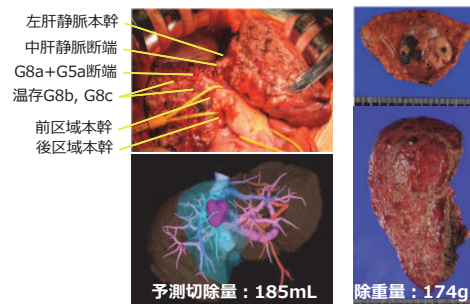 左肝静脈本幹
中肝静脈断端
G8a+G5a断端
温存G8b, G8c
前区域本幹
後区域本幹
予測切除量：185mL
除重量：174g